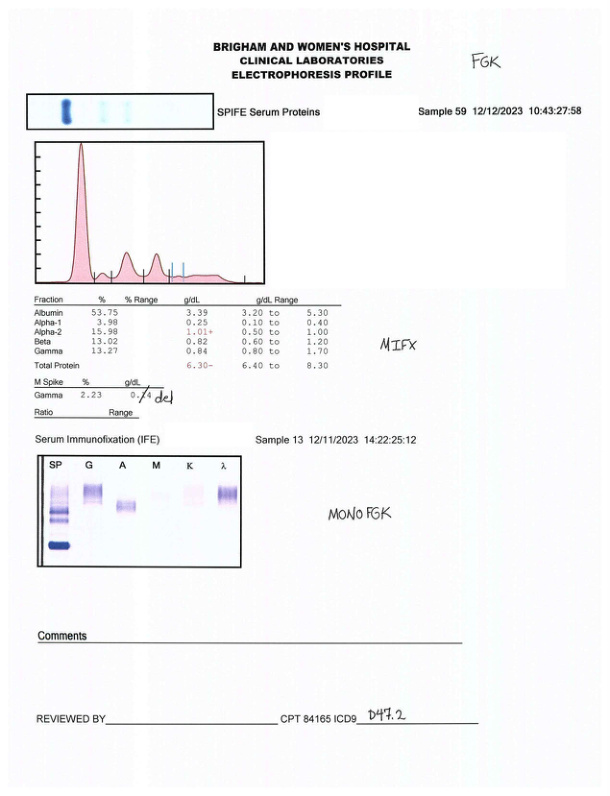 BRIGHAM AND WOMEN'S HOSPITAL
CLINICAL LABORATORIES
ELECTROPHORESIS PROFILE
FGK
SPIFE Serum Proteins Sample 59 12/12/2023 10:43:27:58
Fraction % % Range g/dL g/dL Range
Albumin 53.75 3.39 3.20 to 5.30
Alpha-1 3.98 0.25 0.10 to 0.40
Alpha-2 15.98 1.01+ 0.50 to 1.00
Beta 13.02 0.82 0.60 to 1.20
Gamma 13.27 0.84 0.80 to 1.70
MIFX
Total Protein 6.30- 6.40 to 8.30
M Spike % g/dL
Gamma 2.23 0.14 del
Ratio Range
Serum Immunofixation (IFE) Sample 13 12/11/2023 14:22:25:12
SP G A M K λ
MONO FGK
Comments
REVIEWED BY CPT 84165 ICD9 D47.2